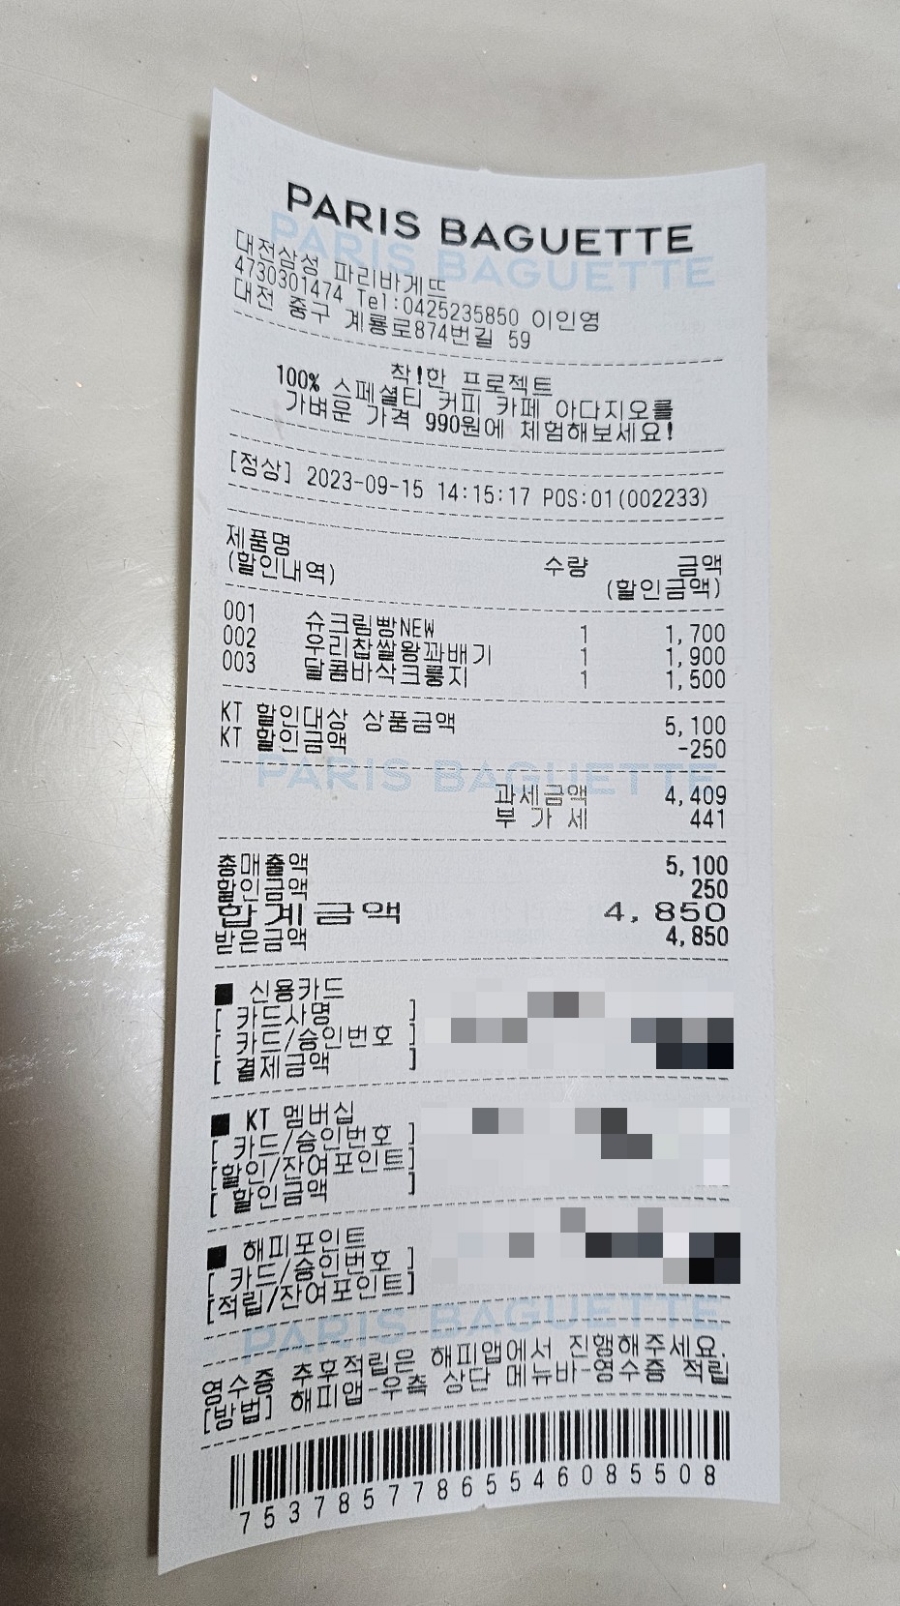 PARIS BAGUETTE
대전삼성 파리바게뜨
4730301474 Tel:0425235850 이인영
대전 중구 계룡로874번길 59
착!한 프로젝트
100% 스페셜티 커피 카페 아다지오를
가벼운 가격 990원에 체험해보세요!
[정상] 2023-09-15 14:15:17 POS:01(002233)
제품명 수량 금액
(할인내역) (할인금액)
001 슈크림빵NEW 1 1,700
002 우리찹쌀왕꽈배기 1 1,900
003 달콤바삭크룽지 1 1,500
KT 할인대상 상품금액 5,100
KT 할인금액 -250
PARIS BAGUETTE
과세금액 4,409
부 가 세 441
총매출액 5,100
할인금액 250
합계금액 4,850
받은금액 4,850
■ 신용카드
[ 카드사명 ]
[ 카드/승인번호 ]
[ 결제금액 ]
■ KT 멤버십
[ 카드/승인번호 ]
[할인/잔여포인트]
[ 할인금액 ]
■ 해피포인트
[ 카드/승인번호 ]
[적립/잔여포인트]
PARIS BAGUETTE
영수증 추후적립은 해피앱에서 진행해주세요.
[방법] 해피앱-우측 상단 메뉴바-영수증 적립
7537857786554608 5508